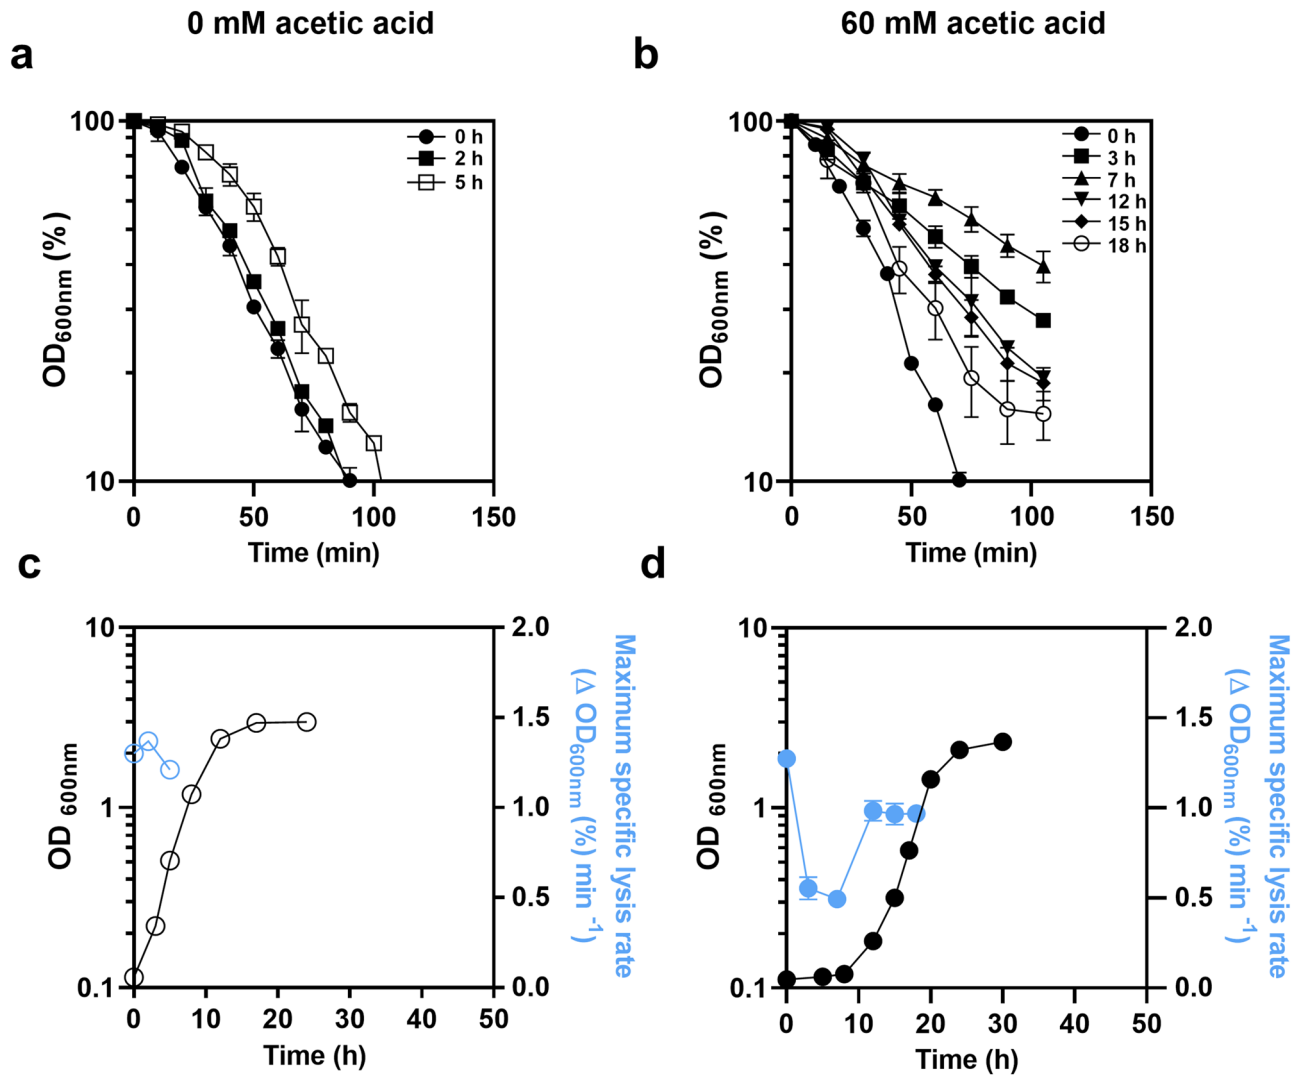 0 mM acetic acid
60 mM acetic acid
a
b
100
10
OD600nm (%)
0 h
2 h
5 h
0
50
100
150
Time (min)
100
10
OD600nm (%)
0 h
3 h
7 h
12 h
15 h
18 h
0
50
100
150
Time (min)
c
d
10
1
0.1
OD 600nm
2.0
1.5
1.0
0.5
0.0
Maximum specific lysis rate
(Δ OD600nm (%) min -1)
0
10
20
30
40
50
Time (h)
10
1
0.1
OD 600nm
2.0
1.5
1.0
0.5
0.0
Maximum specific lysis rate
(Δ OD600nm (%) min -1)
0
10
20
30
40
50
Time (h)